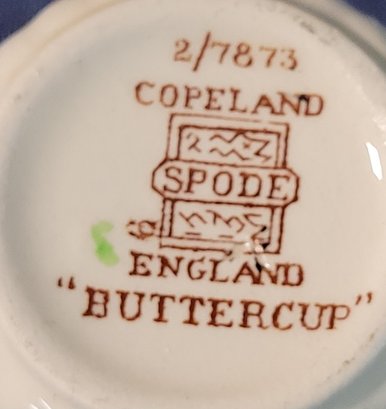 2/7873
COPELAND
SPODE
ENGLAND
"BUTTERCUP"